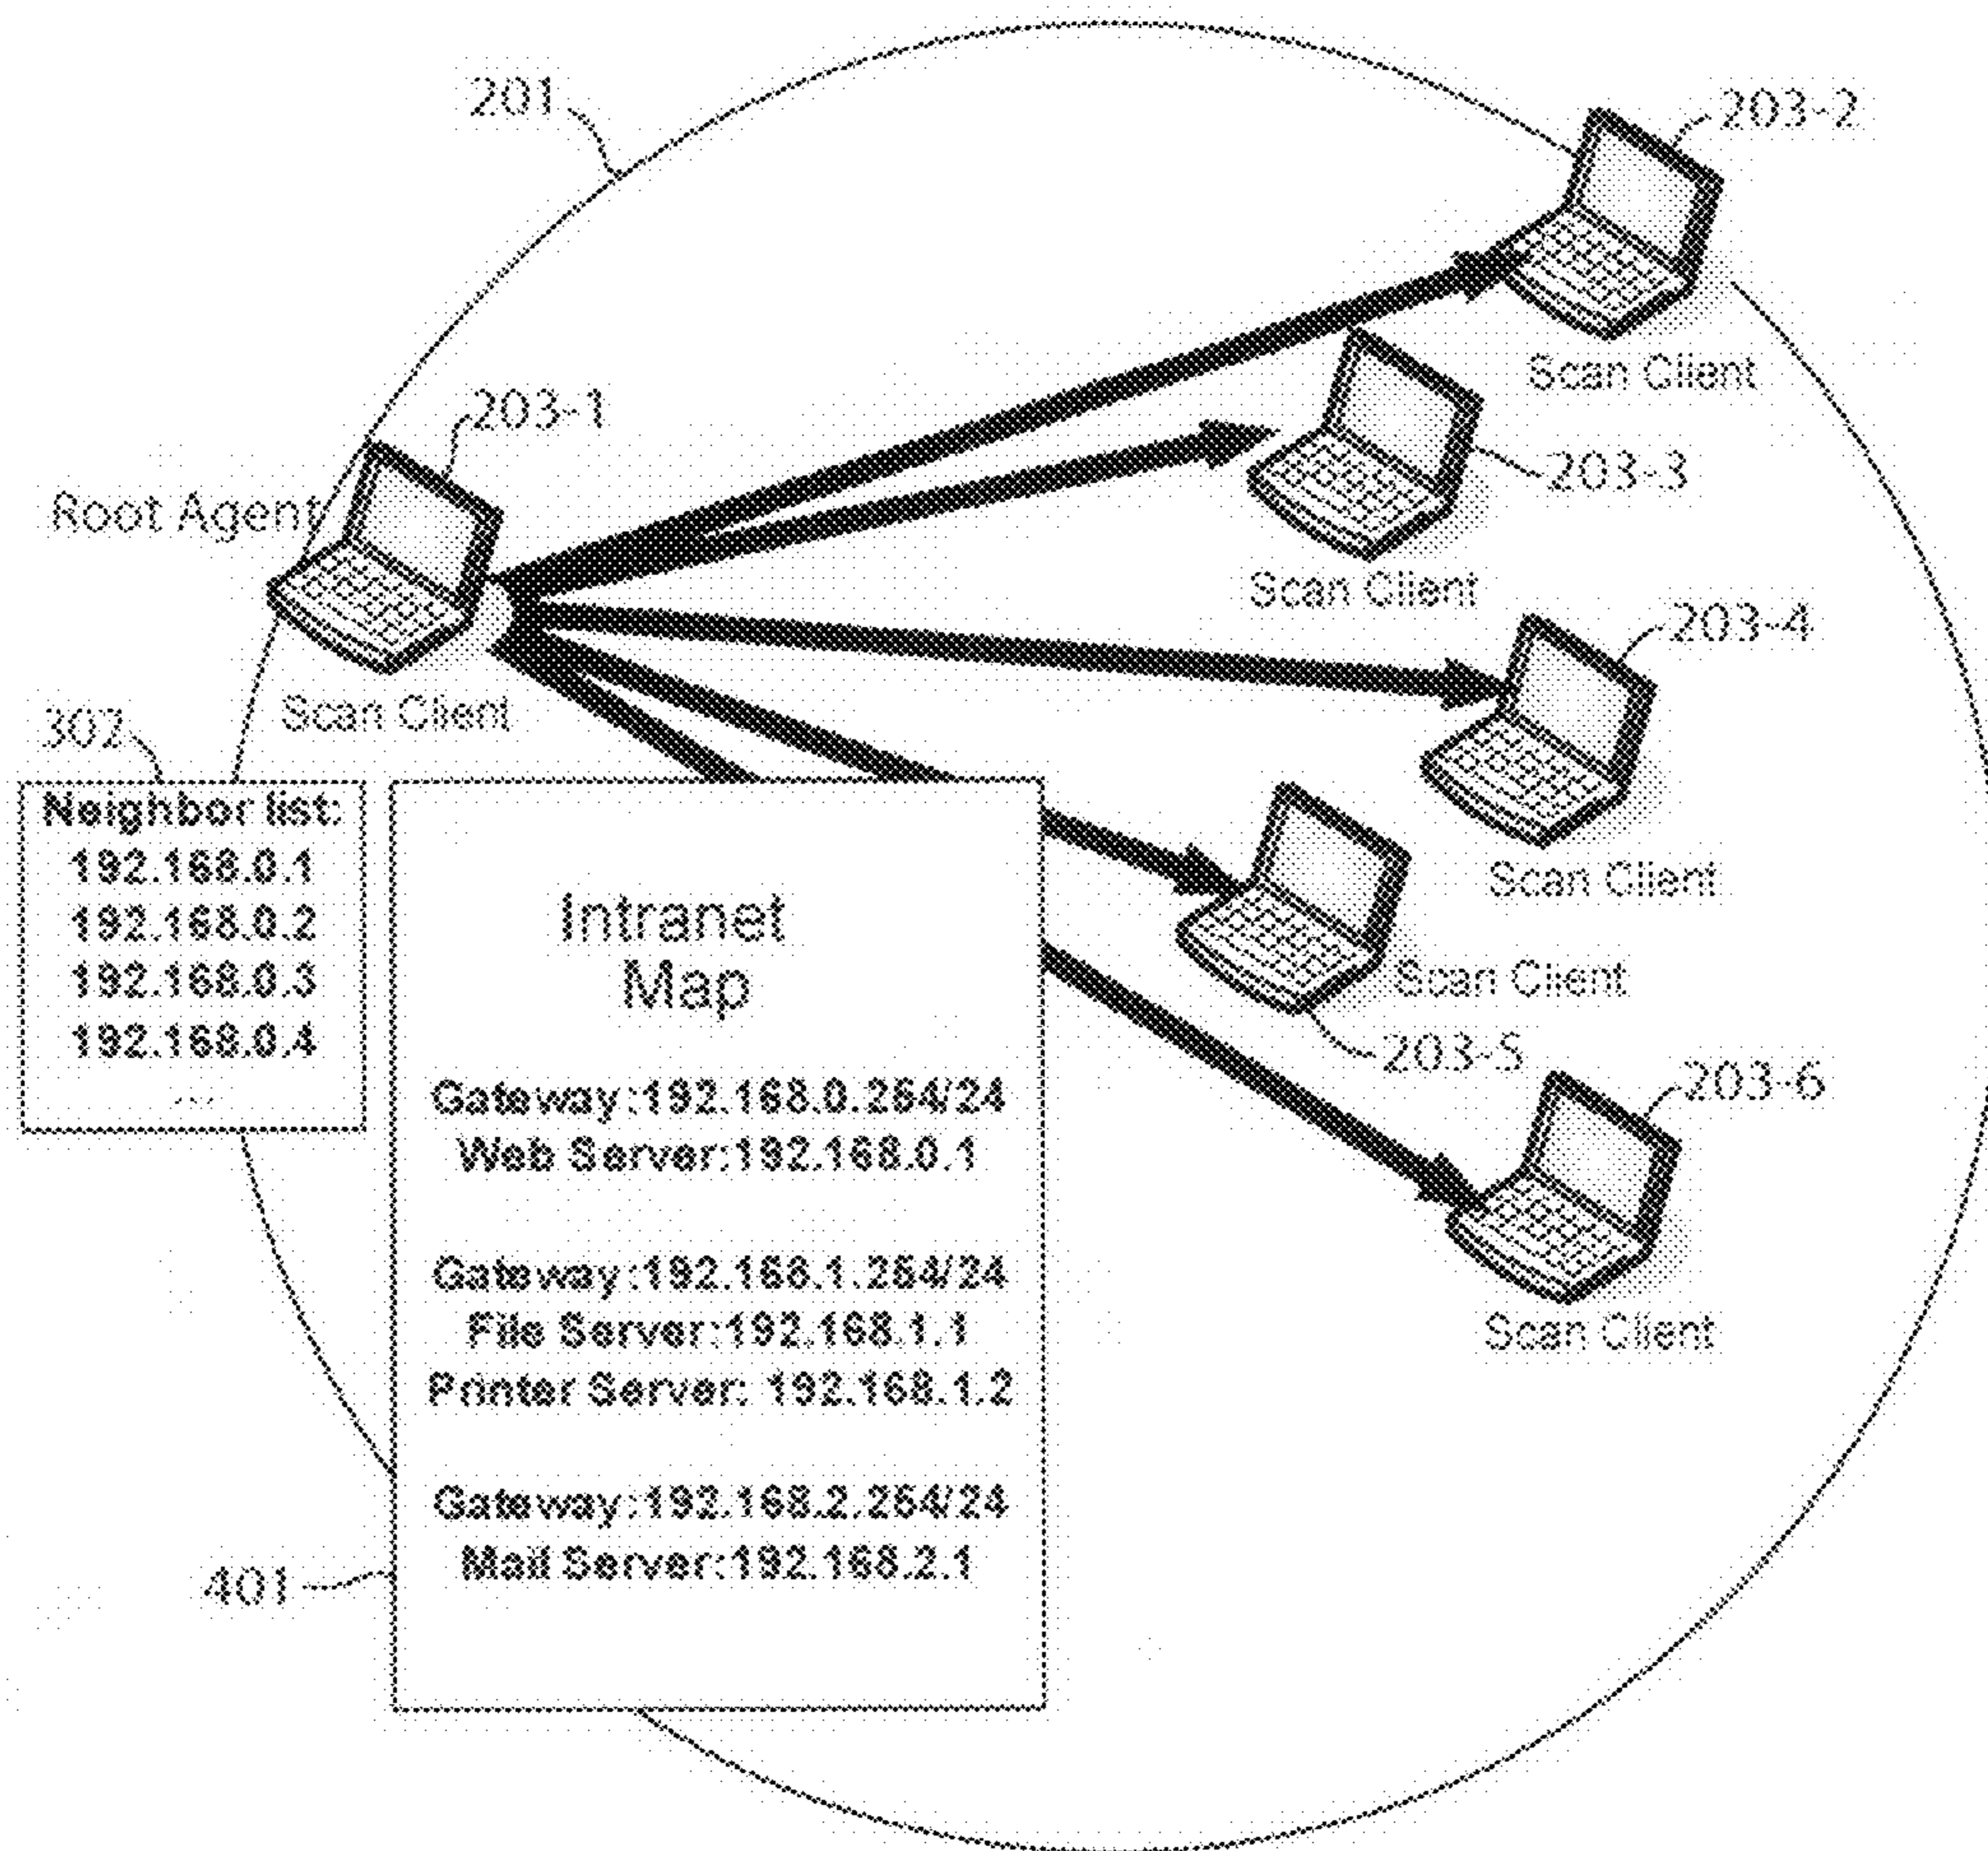 201
203-2
Scan Client
203-1
Root Agent
203-3
Scan Client
203-4
Scan Client
Scan Client
302
Neighbor list:
192.168.0.1
192.168.0.2
192.168.0.3
192.168.0.4
...
Intranet
Map
Gateway:192.168.0.254/24
Web Server:192.168.0.1
Gateway:192.168.1.254/24
File Server:192.168.1.1
Printer Server: 192.168.1.2
Gateway:192.168.2.254/24
Mail Server:192.168.2.1
401
Scan Client
203-5
203-6
Scan Client